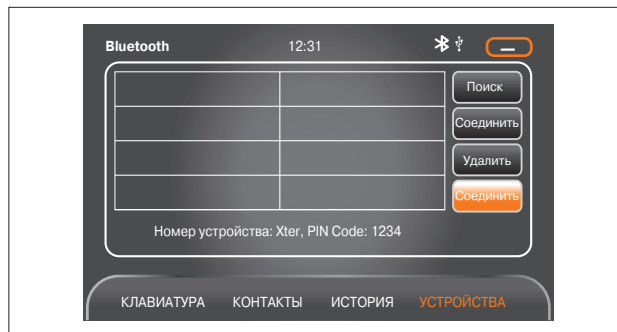 Bluetooth 12:31
Поиск
Соединить
Удалить
Соединить
Номер устройства: Xter, PIN Code: 1234
КЛАВИАТУРА КОНТАКТЫ ИСТОРИЯ УСТРОЙСТВА